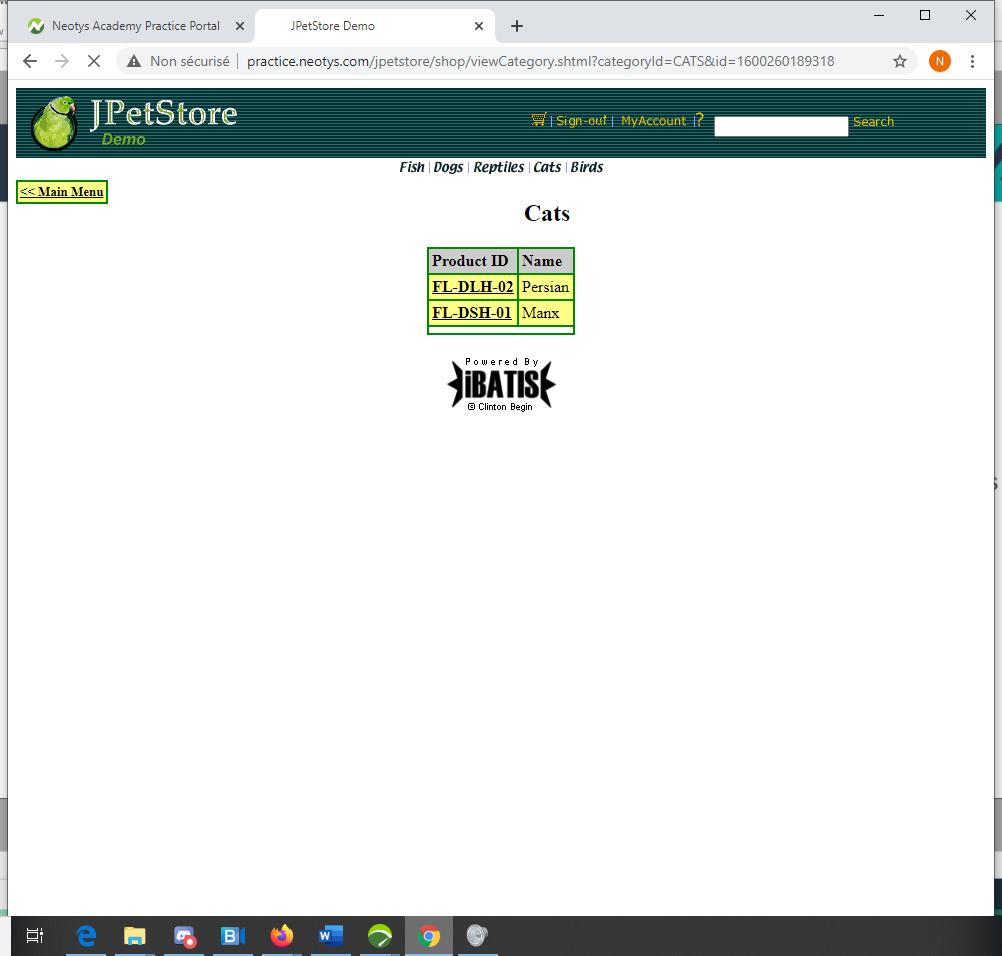 Neotys Academy Practice Portal
JPetStore Demo
Non sécurisé
practice.neotys.com/jpetstore/shop/viewCategory.shtml?categoryId=CATS&id=1600260189318
N
JPetStore
Demo
| Sign-out | MyAccount | ?
Search
Fish | Dogs | Reptiles | Cats | Birds
<< Main Menu
Cats
Product ID Name
FL-DLH-02 Persian
FL-DSH-01 Manx
Powered By
iBATIS
© Clinton Begin